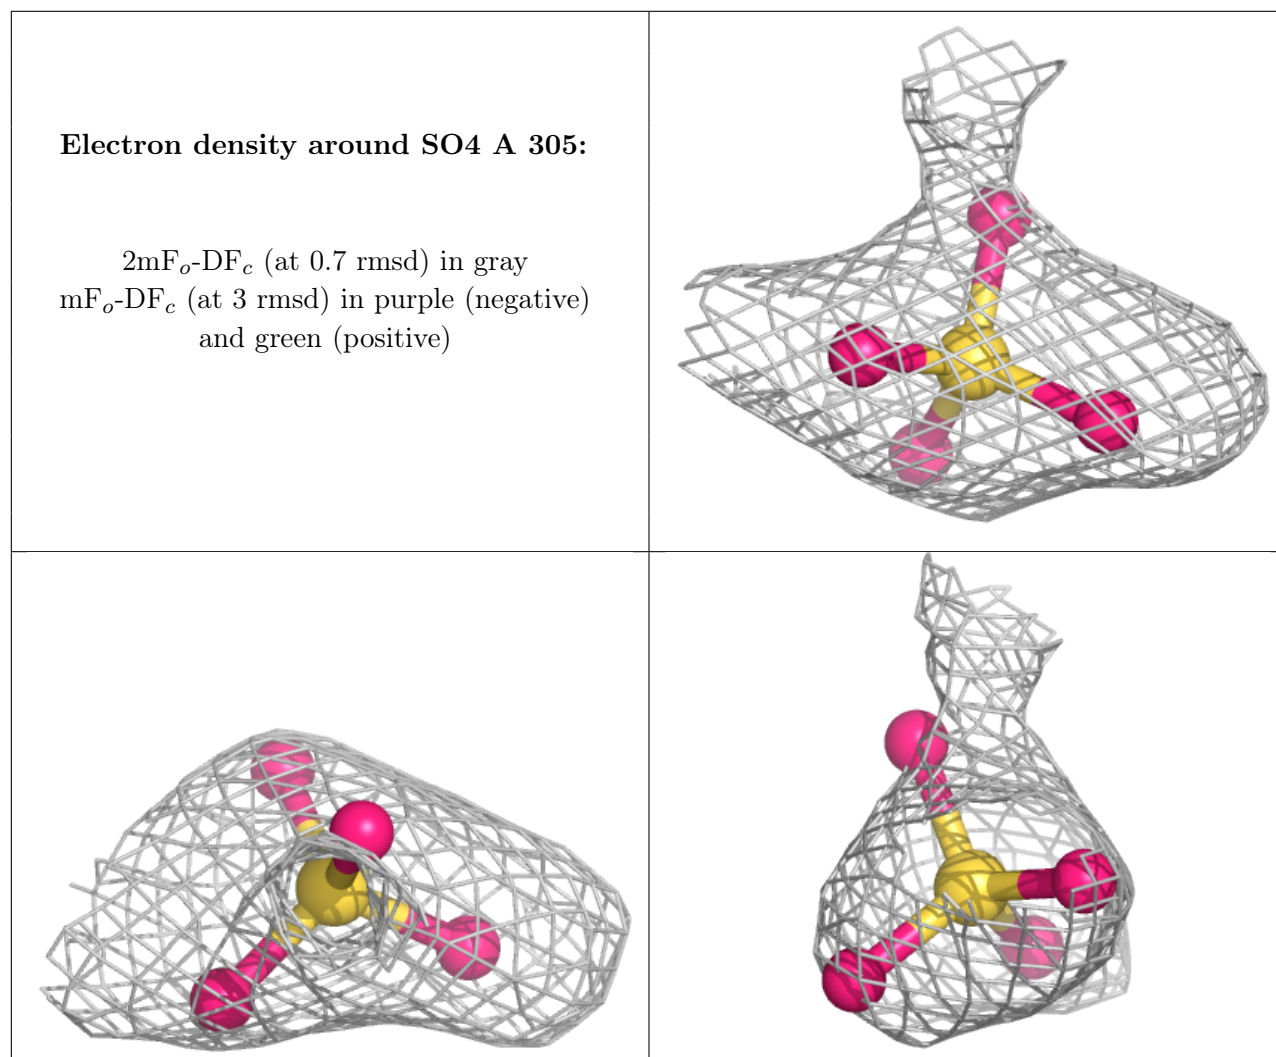 Electron density around SO4 A 305:
2mFₒ-DF𝒸 (at 0.7 rmsd) in gray
mFₒ-DF𝒸 (at 3 rmsd) in purple (negative)
and green (positive)